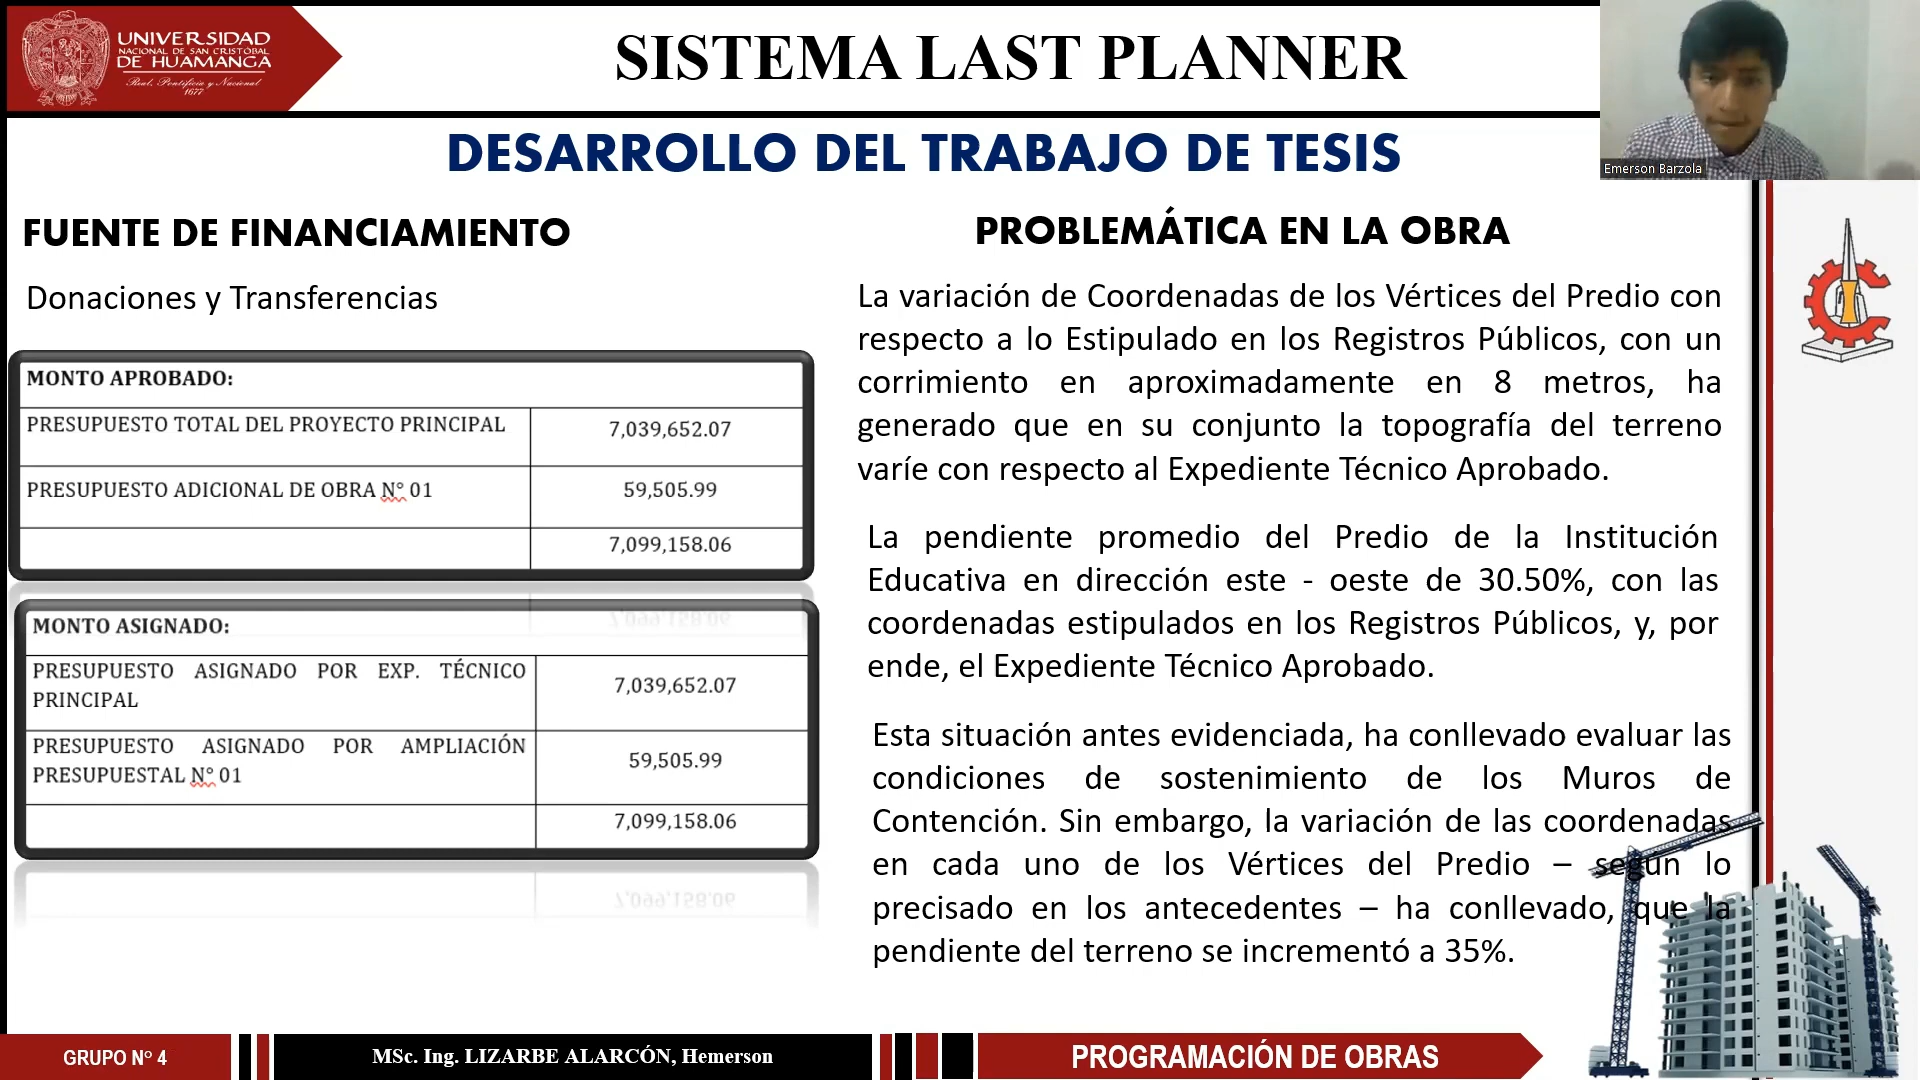 UNIVERSIDAD
NACIONAL DE SAN CRISTÓBAL
DE HUAMANGA
Real, Pontificia y Nacional
1677
SISTEMA LAST PLANNER
Emerson Barzola
DESARROLLO DEL TRABAJO DE TESIS
FUENTE DE FINANCIAMIENTO
Donaciones y Transferencias
MONTO APROBADO:
PRESUPUESTO TOTAL DEL PROYECTO PRINCIPAL 7,039,652.07
PRESUPUESTO ADICIONAL DE OBRA N° 01 59,505.99
7,099,158.06
MONTO ASIGNADO:
PRESUPUESTO ASIGNADO POR EXP. TÉCNICO
PRINCIPAL 7,039,652.07
PRESUPUESTO ASIGNADO POR AMPLIACIÓN
PRESUPUESTAL N° 01 59,505.99
7,099,158.06
PROBLEMÁTICA EN LA OBRA
La variación de Coordenadas de los Vértices del Predio con
respecto a lo Estipulado en los Registros Públicos, con un
corrimiento en aproximadamente en 8 metros, ha
generado que en su conjunto la topografía del terreno
varíe con respecto al Expediente Técnico Aprobado.
La pendiente promedio del Predio de la Institución
Educativa en dirección este - oeste de 30.50%, con las
coordenadas estipulados en los Registros Públicos, y, por
ende, el Expediente Técnico Aprobado.
Esta situación antes evidenciada, ha conllevado evaluar las
condiciones de sostenimiento de los Muros de
Contención. Sin embargo, la variación de las coordenadas
en cada uno de los Vértices del Predio – según lo
precisado en los antecedentes – ha conllevado, que la
pendiente del terreno se incrementó a 35%.
GRUPO N° 4
MSc. Ing. LIZARBE ALARCÓN, Hemerson
PROGRAMACIÓN DE OBRAS